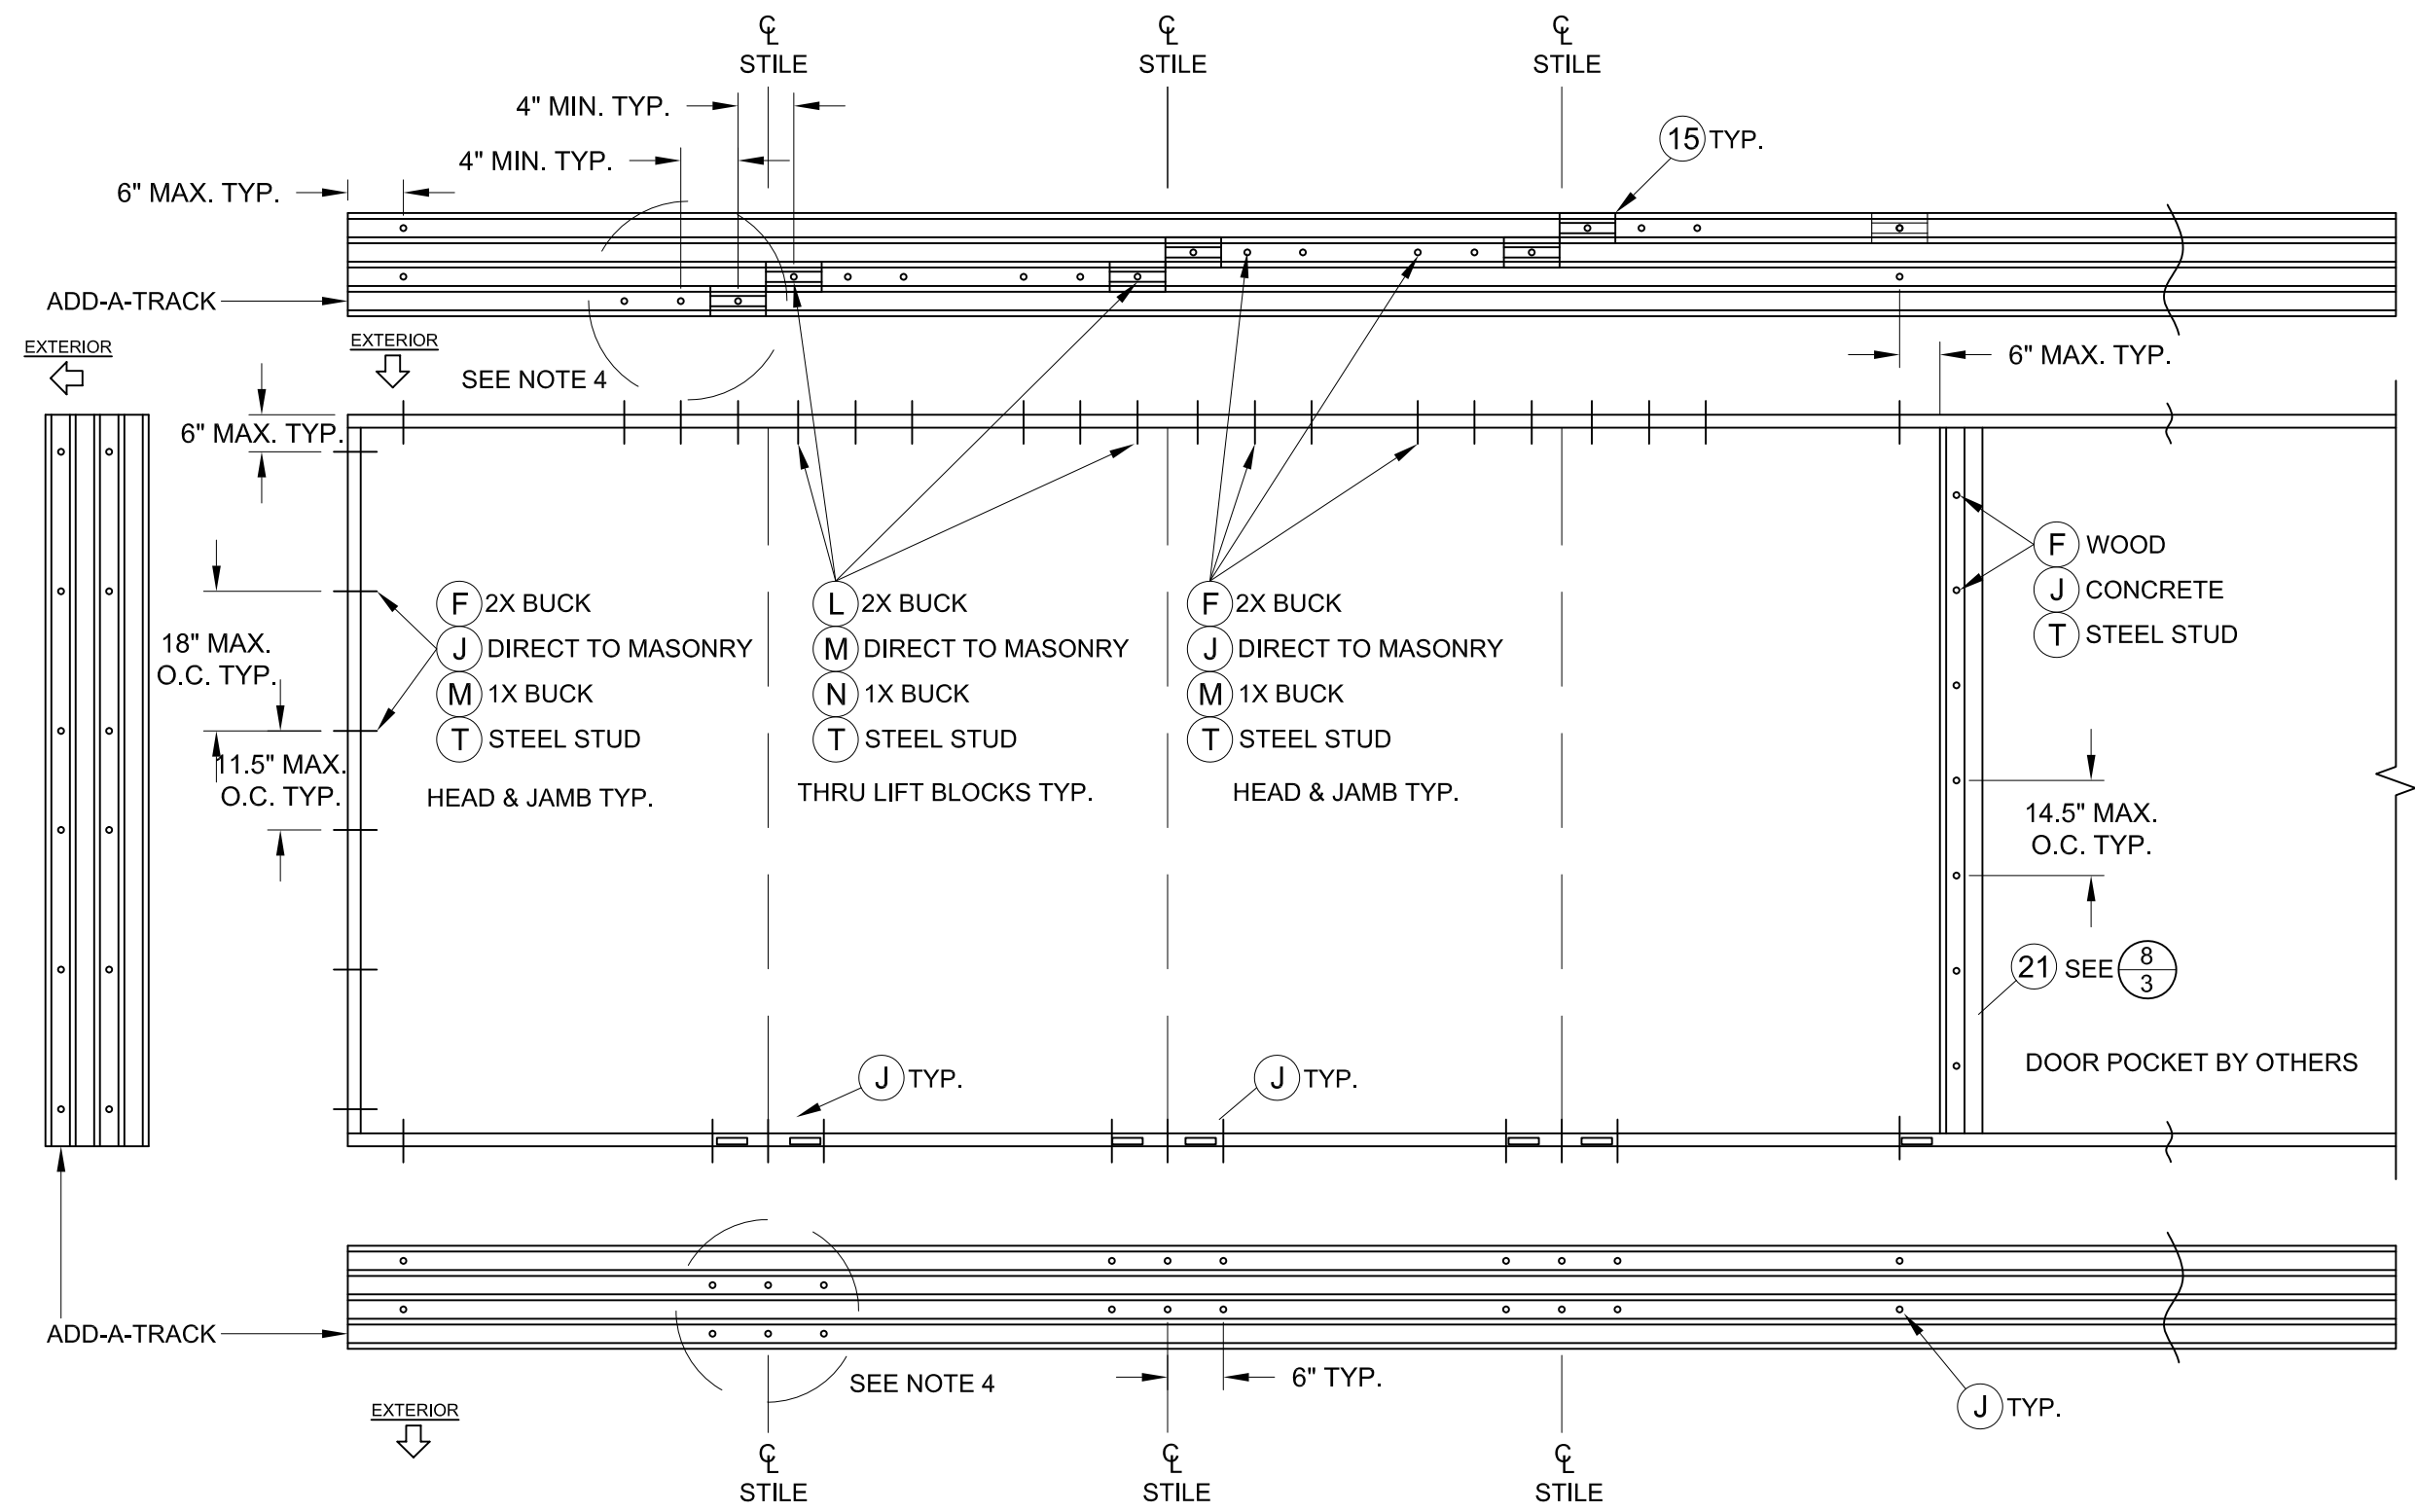 ℄ ℄ ℄
STILE STILE STILE
4" MIN. TYP.
15 TYP.
4" MIN. TYP.
6" MAX. TYP.
ADD-A-TRACK
EXTERIOR
EXTERIOR
SEE NOTE 4
6" MAX. TYP.
6" MAX. TYP.
18" MAX.
O.C. TYP.
11.5" MAX.
O.C. TYP.
F 2X BUCK
J DIRECT TO MASONRY
M 1X BUCK
T STEEL STUD
HEAD & JAMB TYP.
L 2X BUCK
M DIRECT TO MASONRY
N 1X BUCK
T STEEL STUD
THRU LIFT BLOCKS TYP.
F 2X BUCK
J DIRECT TO MASONRY
M 1X BUCK
T STEEL STUD
HEAD & JAMB TYP.
F WOOD
J CONCRETE
T STEEL STUD
14.5" MAX.
O.C. TYP.
21 SEE 8
3
DOOR POCKET BY OTHERS
J TYP.
J TYP.
ADD-A-TRACK
SEE NOTE 4
6" TYP.
J TYP.
EXTERIOR
℄ ℄ ℄
STILE STILE STILE